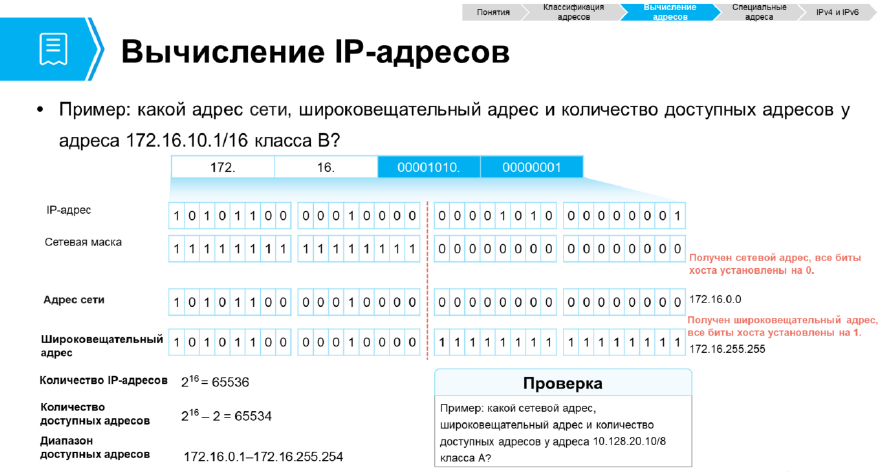 Понятия
Классификация
адресов
Вычисление
адресов
Специальные
адреса
IPv4 и IPv6
Вычисление IP-адресов
• Пример: какой адрес сети, широковещательный адрес и количество доступных адресов у
адреса 172.16.10.1/16 класса B?
172. 16. 00001010. 00000001
IP-адрес 1 0 1 0 1 1 0 0 0 0 0 1 0 0 0 0 0 0 0 0 1 0 1 0 0 0 0 0 0 0 0 1
Сетевая маска 1 1 1 1 1 1 1 1 1 1 1 1 1 1 1 1 0 0 0 0 0 0 0 0 0 0 0 0 0 0 0 0
Получен сетевой адрес, все биты
хоста установлены на 0.
Адрес сети 1 0 1 0 1 1 0 0 0 0 0 1 0 0 0 0 0 0 0 0 0 0 0 0 0 0 0 0 0 0 0 0 172.16.0.0
Получен широковещательный адрес,
все биты хоста установлены на 1.
Широковещательный
адрес
1 0 1 0 1 1 0 0 0 0 0 1 0 0 0 0 1 1 1 1 1 1 1 1 1 1 1 1 1 1 1 1 172.16.255.255
Количество IP-адресов 2¹⁶ = 65536
Количество
доступных адресов
2¹⁶ – 2 = 65534
Диапазон
доступных адресов
172.16.0.1–172.16.255.254
Проверка
Пример: какой сетевой адрес,
широковещательный адрес и количество
доступных адресов у адреса 10.128.20.10/8
класса A?